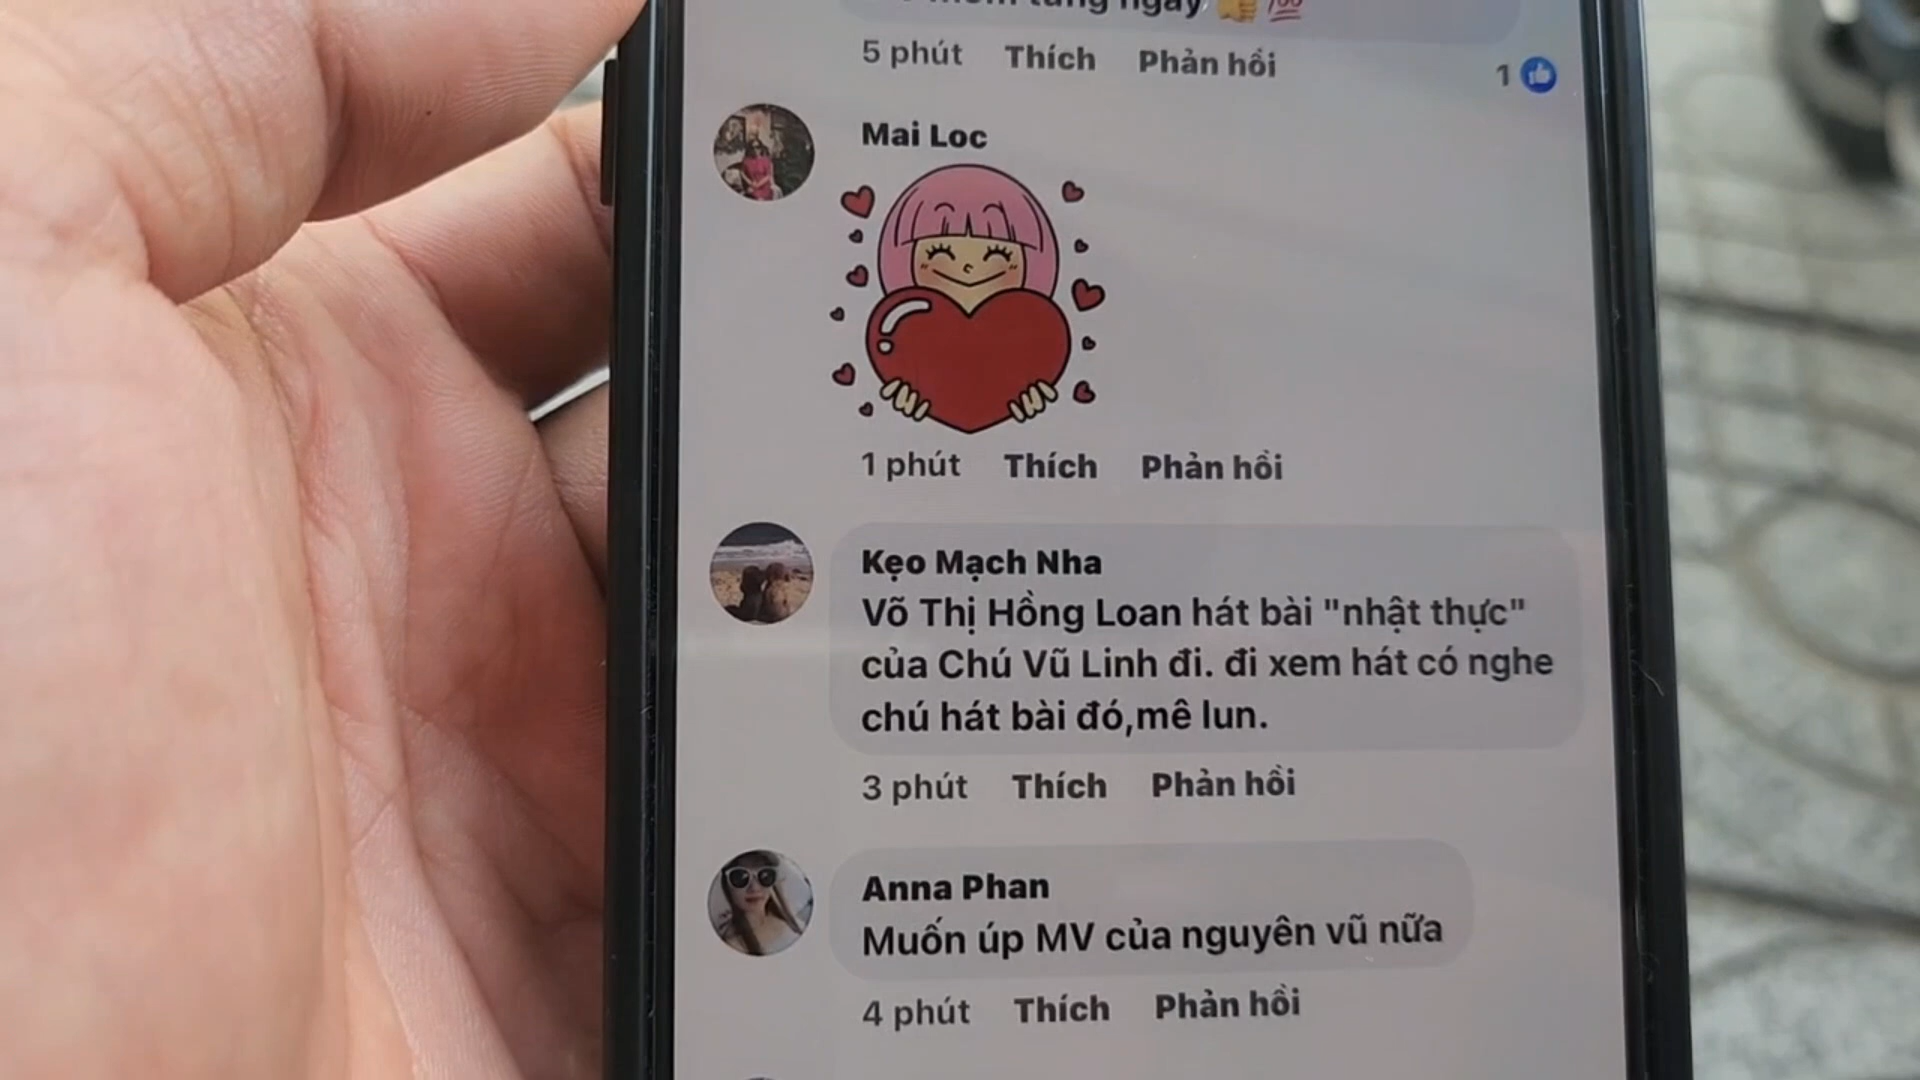 từng ngày
5 phút Thích Phản hồi 1
Mai Loc
1 phút Thích Phản hồi
Kẹo Mạch Nha
Võ Thị Hồng Loan hát bài "nhật thực"
của Chú Vũ Linh đi. đi xem hát có nghe
chú hát bài đó,mê lun.
3 phút Thích Phản hồi
Anna Phan
Muốn úp MV của nguyên vũ nữa
4 phút Thích Phản hồi